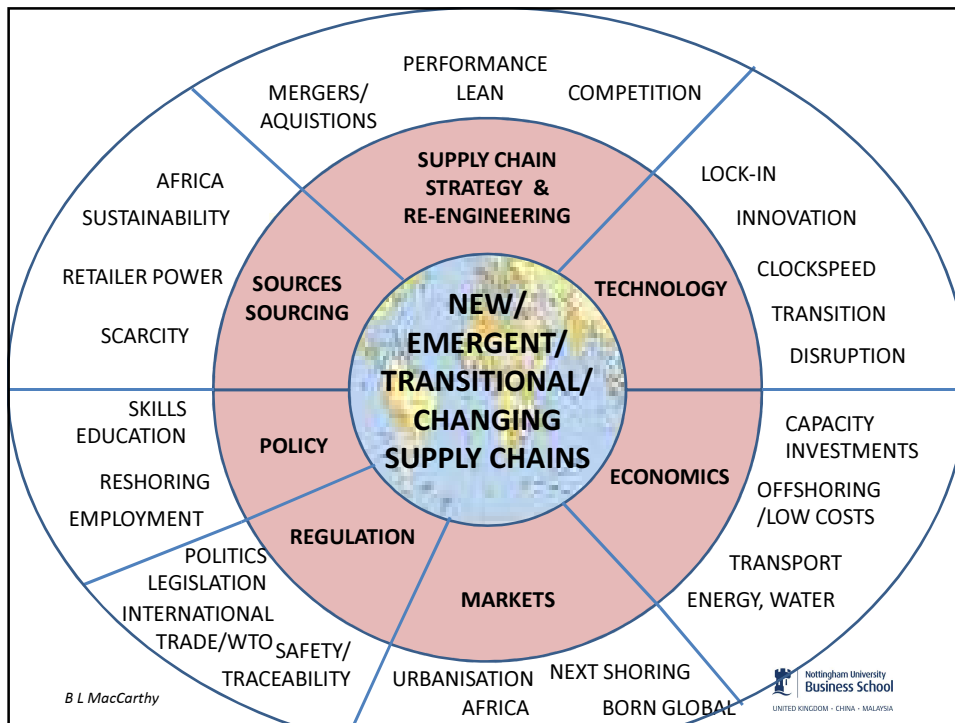 PERFORMANCE
LEAN
MERGERS/
AQUISTIONS
COMPETITION
SUPPLY CHAIN
STRATEGY &
RE-ENGINEERING
LOCK-IN
INNOVATION
CLOCKSPEED
TRANSITION
DISRUPTION
TECHNOLOGY
AFRICA
SUSTAINABILITY
RETAILER POWER
SCARCITY
SOURCES
SOURCING
NEW/
EMERGENT/
TRANSITIONAL/
CHANGING
SUPPLY CHAINS
SKILLS
EDUCATION
RESHORING
EMPLOYMENT
POLICY
ECONOMICS
CAPACITY
INVESTMENTS
OFFSHORING
/LOW COSTS
TRANSPORT
ENERGY, WATER
REGULATION
POLITICS
LEGISLATION
INTERNATIONAL
TRADE/WTO
SAFETY/
TRACEABILITY
MARKETS
URBANISATION
AFRICA
NEXT SHORING
BORN GLOBAL
B L MacCarthy
Nottingham University
Business School
UNITED KINGDOM · CHINA · MALAYSIA